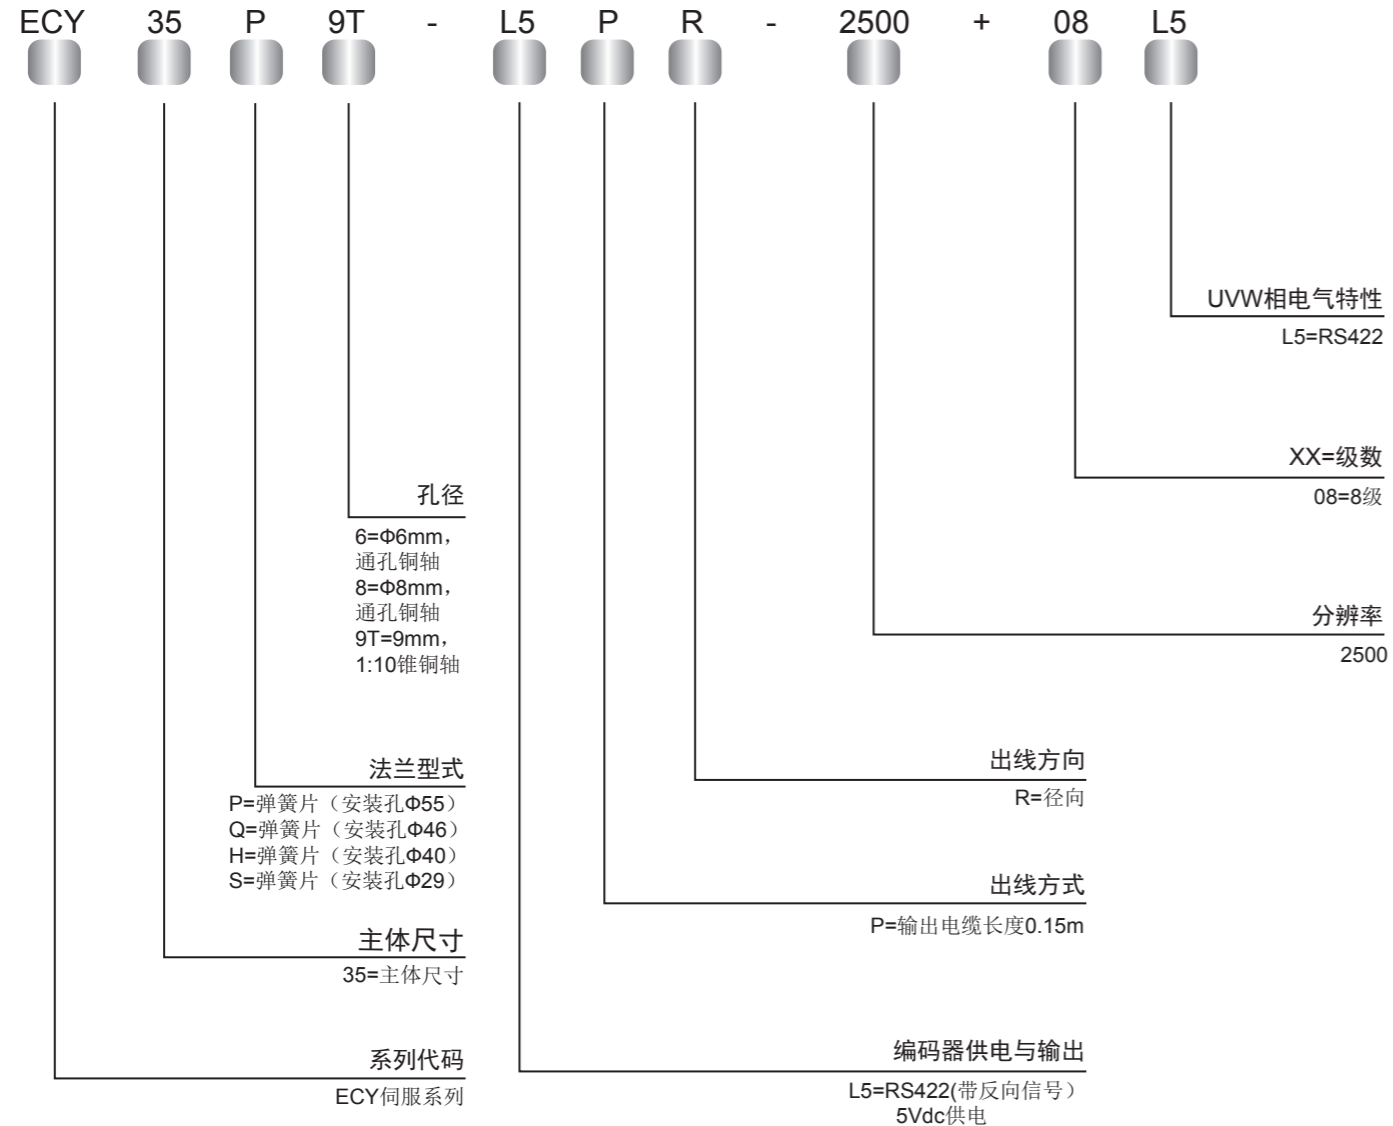 ECY 35 P 9T - L5 P R - 2500 + 08 L5
UVW相电气特性
L5=RS422
XX=级数
08=8级
孔径
6=Φ6mm，
通孔铜轴
8=Φ8mm，
通孔铜轴
9T=9mm，
1:10锥铜轴
分辨率
2500
法兰型式
P=弹簧片（安装孔Φ55）
Q=弹簧片（安装孔Φ46）
H=弹簧片（安装孔Φ40）
S=弹簧片（安装孔Φ29）
出线方向
R=径向
出线方式
P=输出电缆长度0.15m
主体尺寸
35=主体尺寸
系列代码
ECY伺服系列
编码器供电与输出
L5=RS422(带反向信号）
5Vdc供电